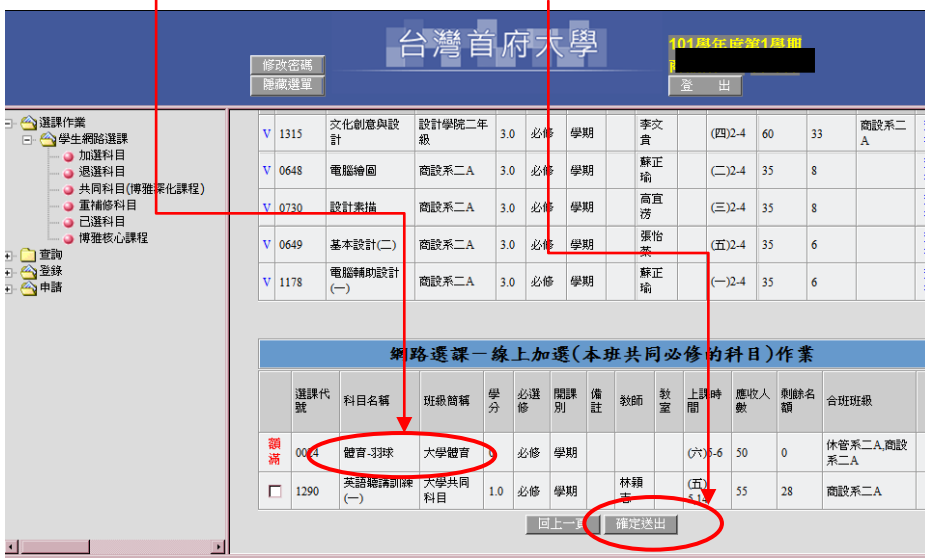 台灣首府大學
101學年度第1學期
修改密碼
隱藏選單
登 出
選課作業
學生網路選課
加選科目
退選科目
共同科目(博雅深化課程)
重補修科目
已選科目
博雅核心課程
查詢
登錄
申請
V 1315 文化創意與設計 設計學院二年級 3.0 必修 學期 李文貴 (四)2-4 60 33 商設系二A
V 0648 電腦繪圖 商設系二A 3.0 必修 學期 蘇正瑜 (二)2-4 35 8
V 0730 設計素描 商設系二A 3.0 必修 學期 高宜澇 (三)2-4 35 8
V 0649 基本設計(二) 商設系二A 3.0 必修 學期 張怡棻 (五)2-4 35 6
V 1178 電腦輔助設計(一) 商設系二A 3.0 必修 學期 蘇正瑜 (一)2-4 35 6
網路選課－線上加選(本班共同必修的科目)作業
選課代號 科目名稱 班級簡稱 學分 必選修 開課別 備註 教師 教室 上課時間 應收人數 剩餘名額 合班班級
額滿 0024 體育-羽球 大學體育 必修 學期 (六)5-6 50 0 休管系二A,商設系二A
1290 英語聽講訓練(一) 大學共同科目 1.0 必修 學期 林穎 (五) 55 28 商設系二A
回上一頁 確定送出